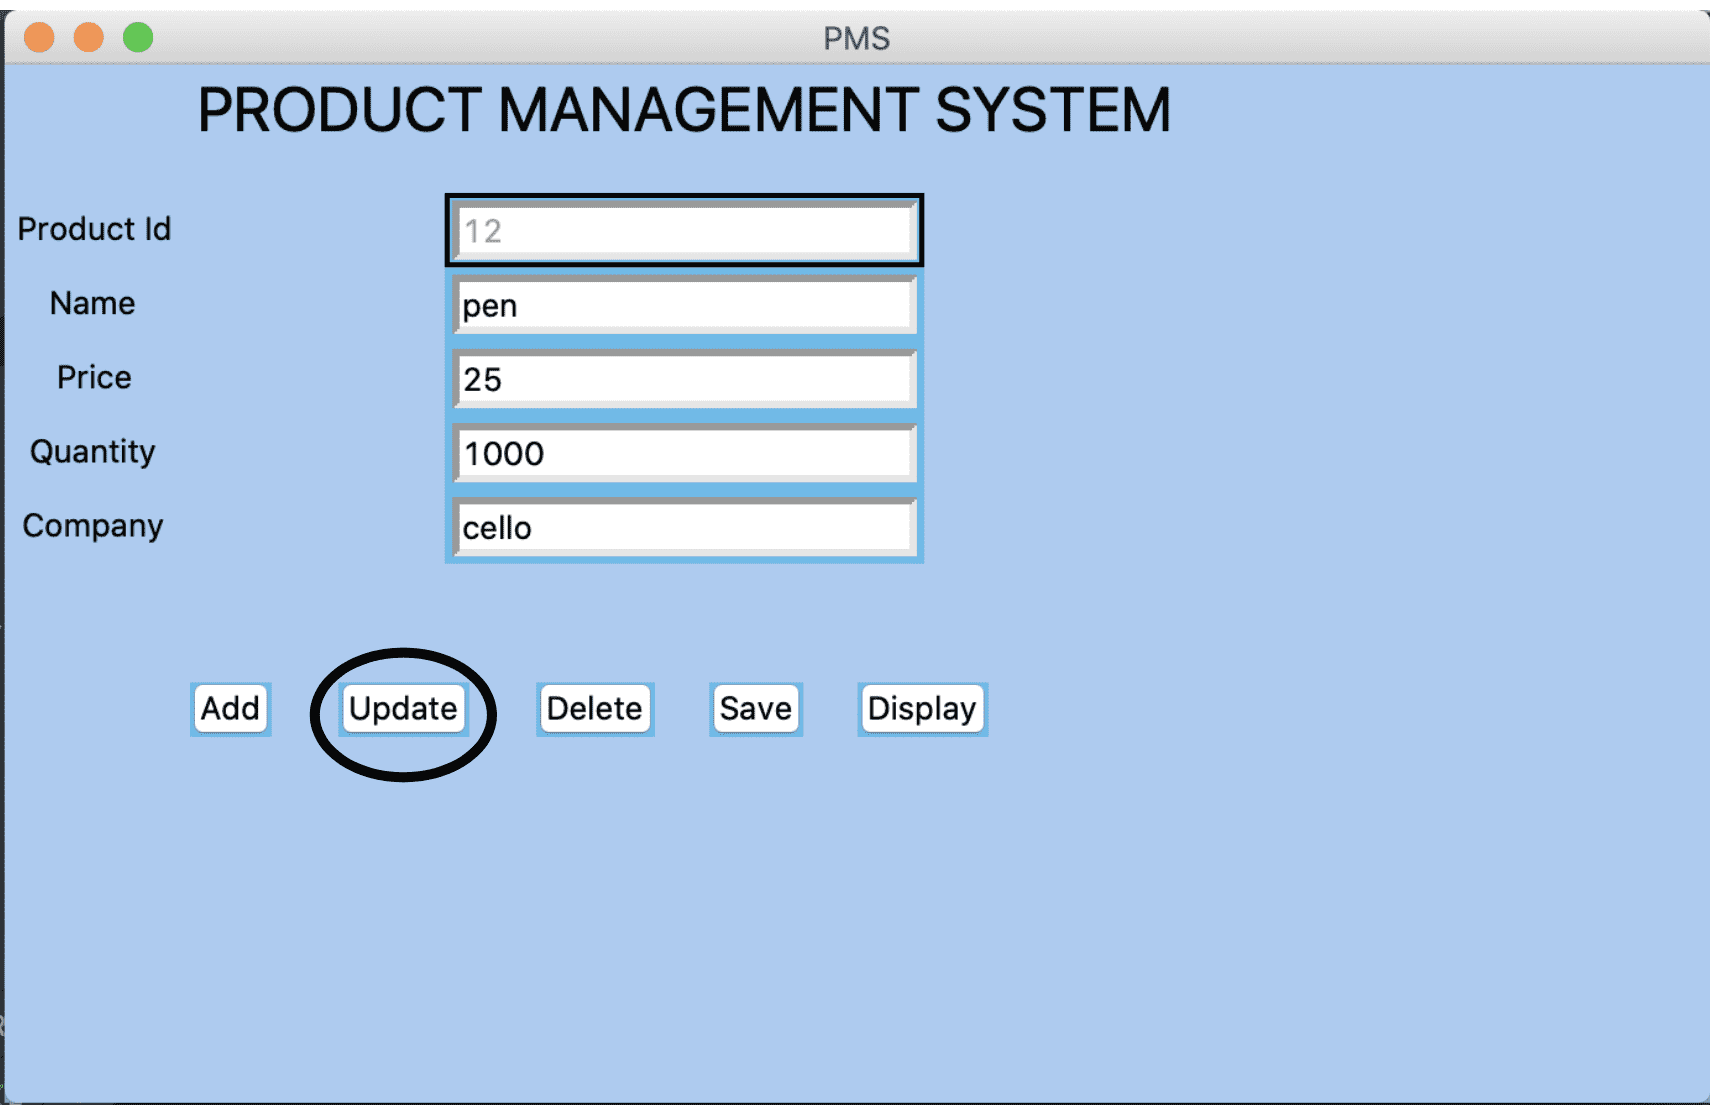 PMS
PRODUCT MANAGEMENT SYSTEM
Product Id 12
Name pen
Price 25
Quantity 1000
Company cello
Add Update Delete Save Display